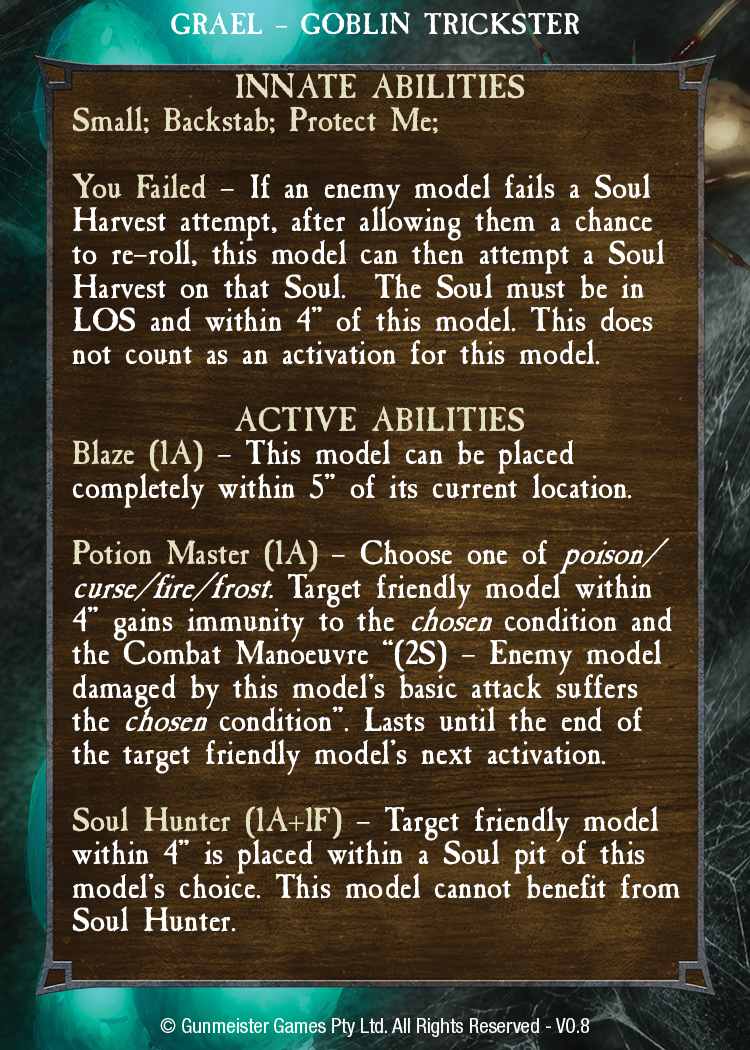 GRAEL – GOBLIN TRICKSTER
INNATE ABILITIES
Small; Backstab; Protect Me;
You Failed – If an enemy model fails a Soul
Harvest attempt, after allowing them a chance
to re-roll, this model can then attempt a Soul
Harvest on that Soul. The Soul must be in
LOS and within 4” of this model. This does
not count as an activation for this model.
ACTIVE ABILITIES
Blaze (1A) – This model can be placed
completely within 5” of its current location.
Potion Master (1A) – Choose one of poison/
curse/fire/frost. Target friendly model within
4” gains immunity to the chosen condition and
the Combat Manoeuvre “(2S) – Enemy model
damaged by this model’s basic attack suffers
the chosen condition”. Lasts until the end of
the target friendly model’s next activation.
Soul Hunter (1A+1F) – Target friendly model
within 4” is placed within a Soul pit of this
model’s choice. This model cannot benefit from
Soul Hunter.
© Gunmeister Games Pty Ltd. All Rights Reserved - V0.8